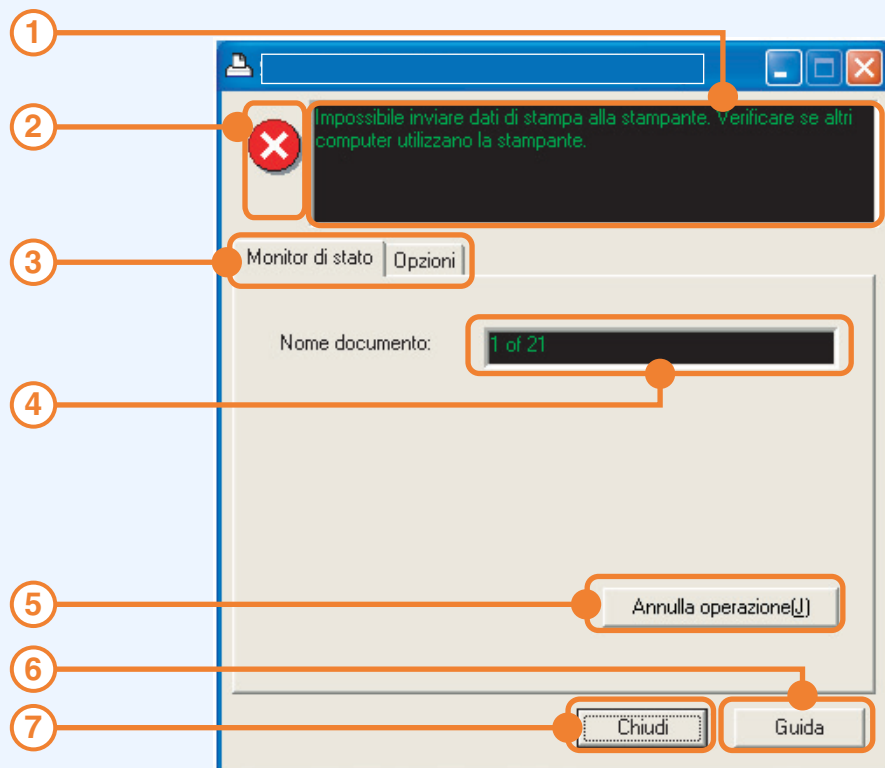 1
2
Impossibile inviare dati di stampa alla stampante. Verificare se altri
computer utilizzano la stampante.
3
Monitor di stato
Opzioni
Nome documento:
1 of 21
4
5
Annulla operazione(J)
6
7
Chiudi
Guida